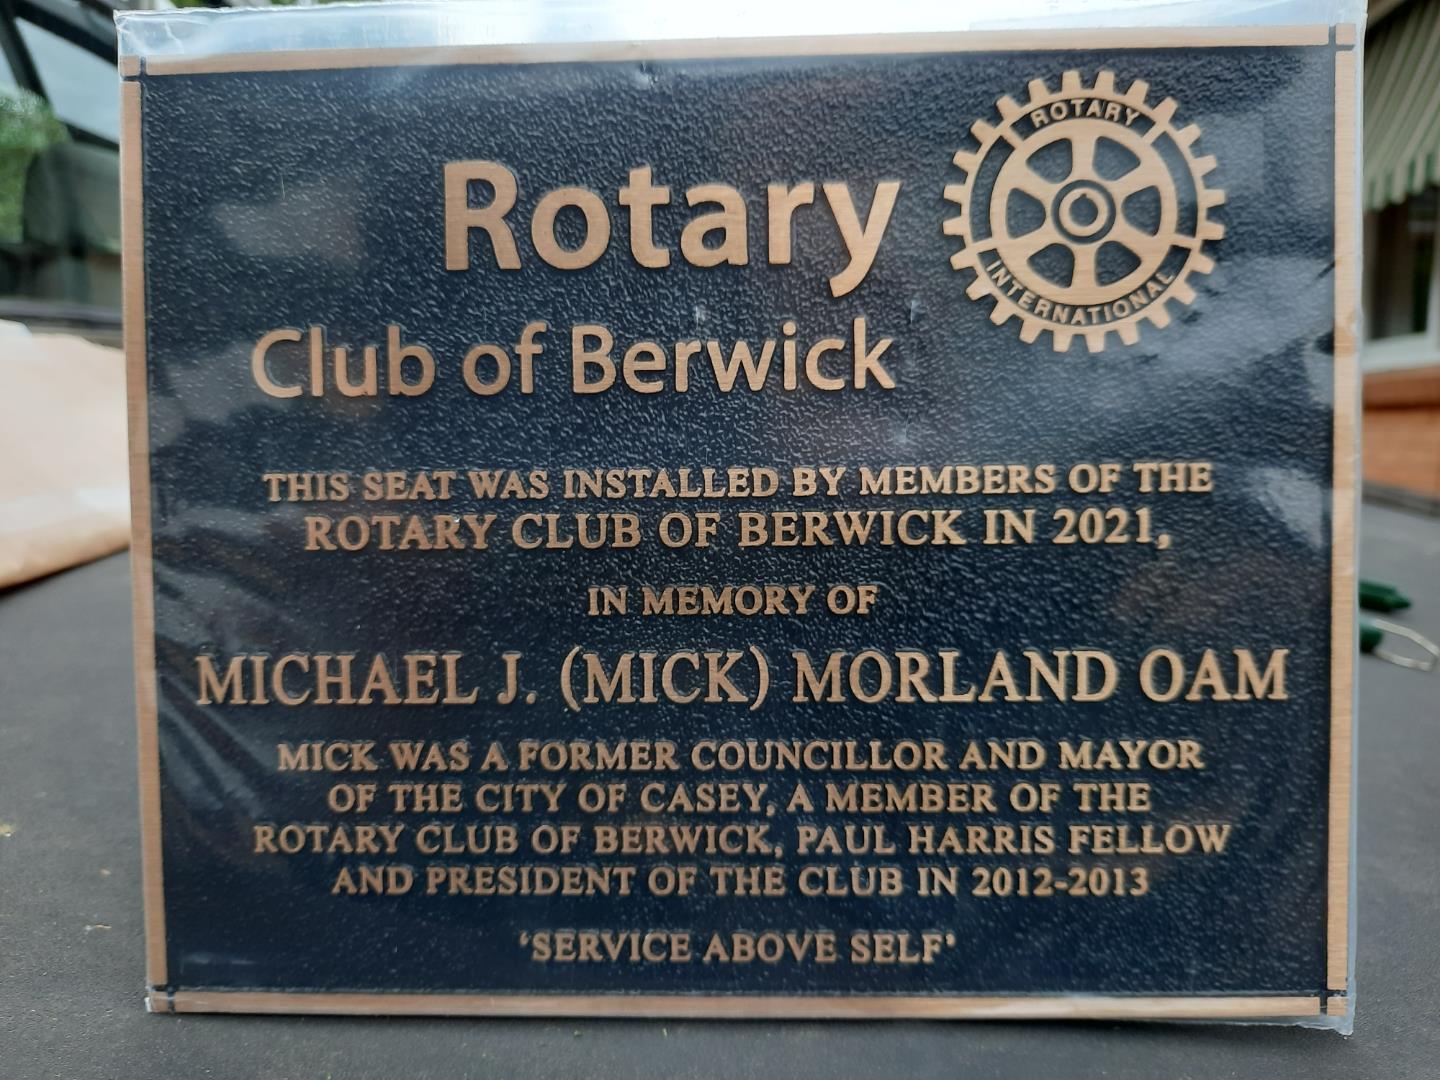 ROTARY
INTERNATIONAL
Rotary
Club of Berwick
THIS SEAT WAS INSTALLED BY MEMBERS OF THE
ROTARY CLUB OF BERWICK IN 2021,
IN MEMORY OF
MICHAEL J. (MICK) MORLAND OAM
MICK WAS A FORMER COUNCILLOR AND MAYOR
OF THE CITY OF CASEY, A MEMBER OF THE
ROTARY CLUB OF BERWICK, PAUL HARRIS FELLOW
AND PRESIDENT OF THE CLUB IN 2012-2013
‘SERVICE ABOVE SELF’